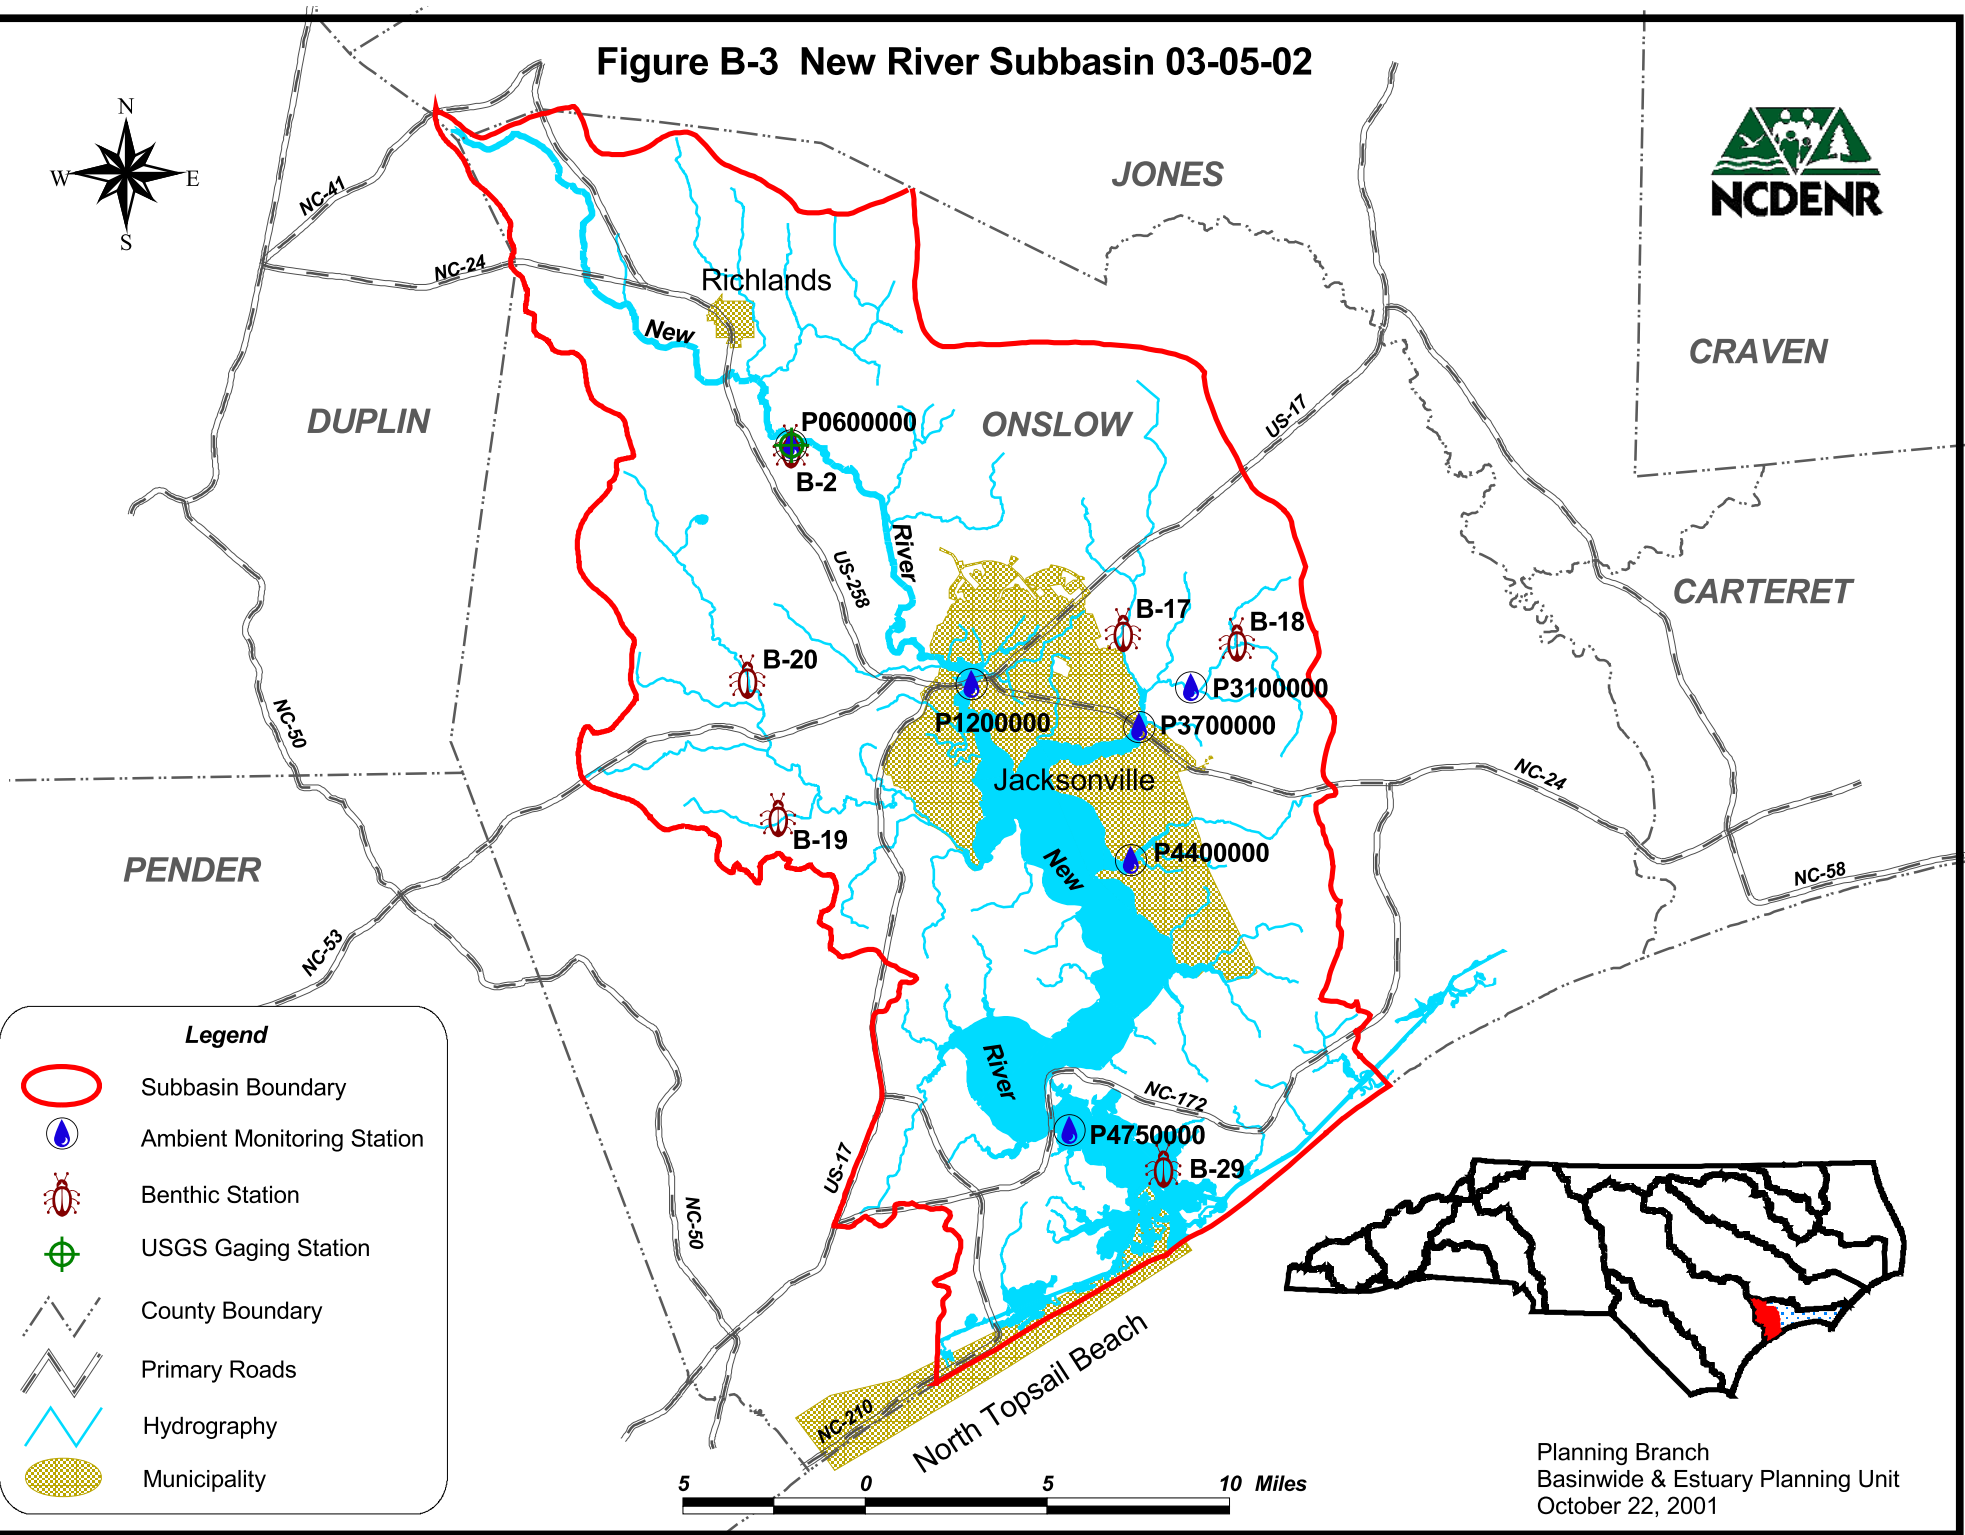 Figure B-3 New River Subbasin 03-05-02
N
W
E
S
NCDENR
JONES
NC-41
NC-24
Richlands
New
CRAVEN
DUPLIN
P0600000
ONSLOW
US-17
B-2
River
US-258
CARTERET
B-17
B-18
B-20
P3100000
P1200000
P3700000
NC-50
Jacksonville
NC-24
B-19
P4400000
New
PENDER
NC-58
NC-53
River
NC-172
P4750000
B-29
US-17
NC-50
NC-210
North Topsail Beach
Legend
Subbasin Boundary
Ambient Monitoring Station
Benthic Station
USGS Gaging Station
County Boundary
Primary Roads
Hydrography
Municipality
5 0 5 10 Miles
Planning Branch
Basinwide & Estuary Planning Unit
October 22, 2001